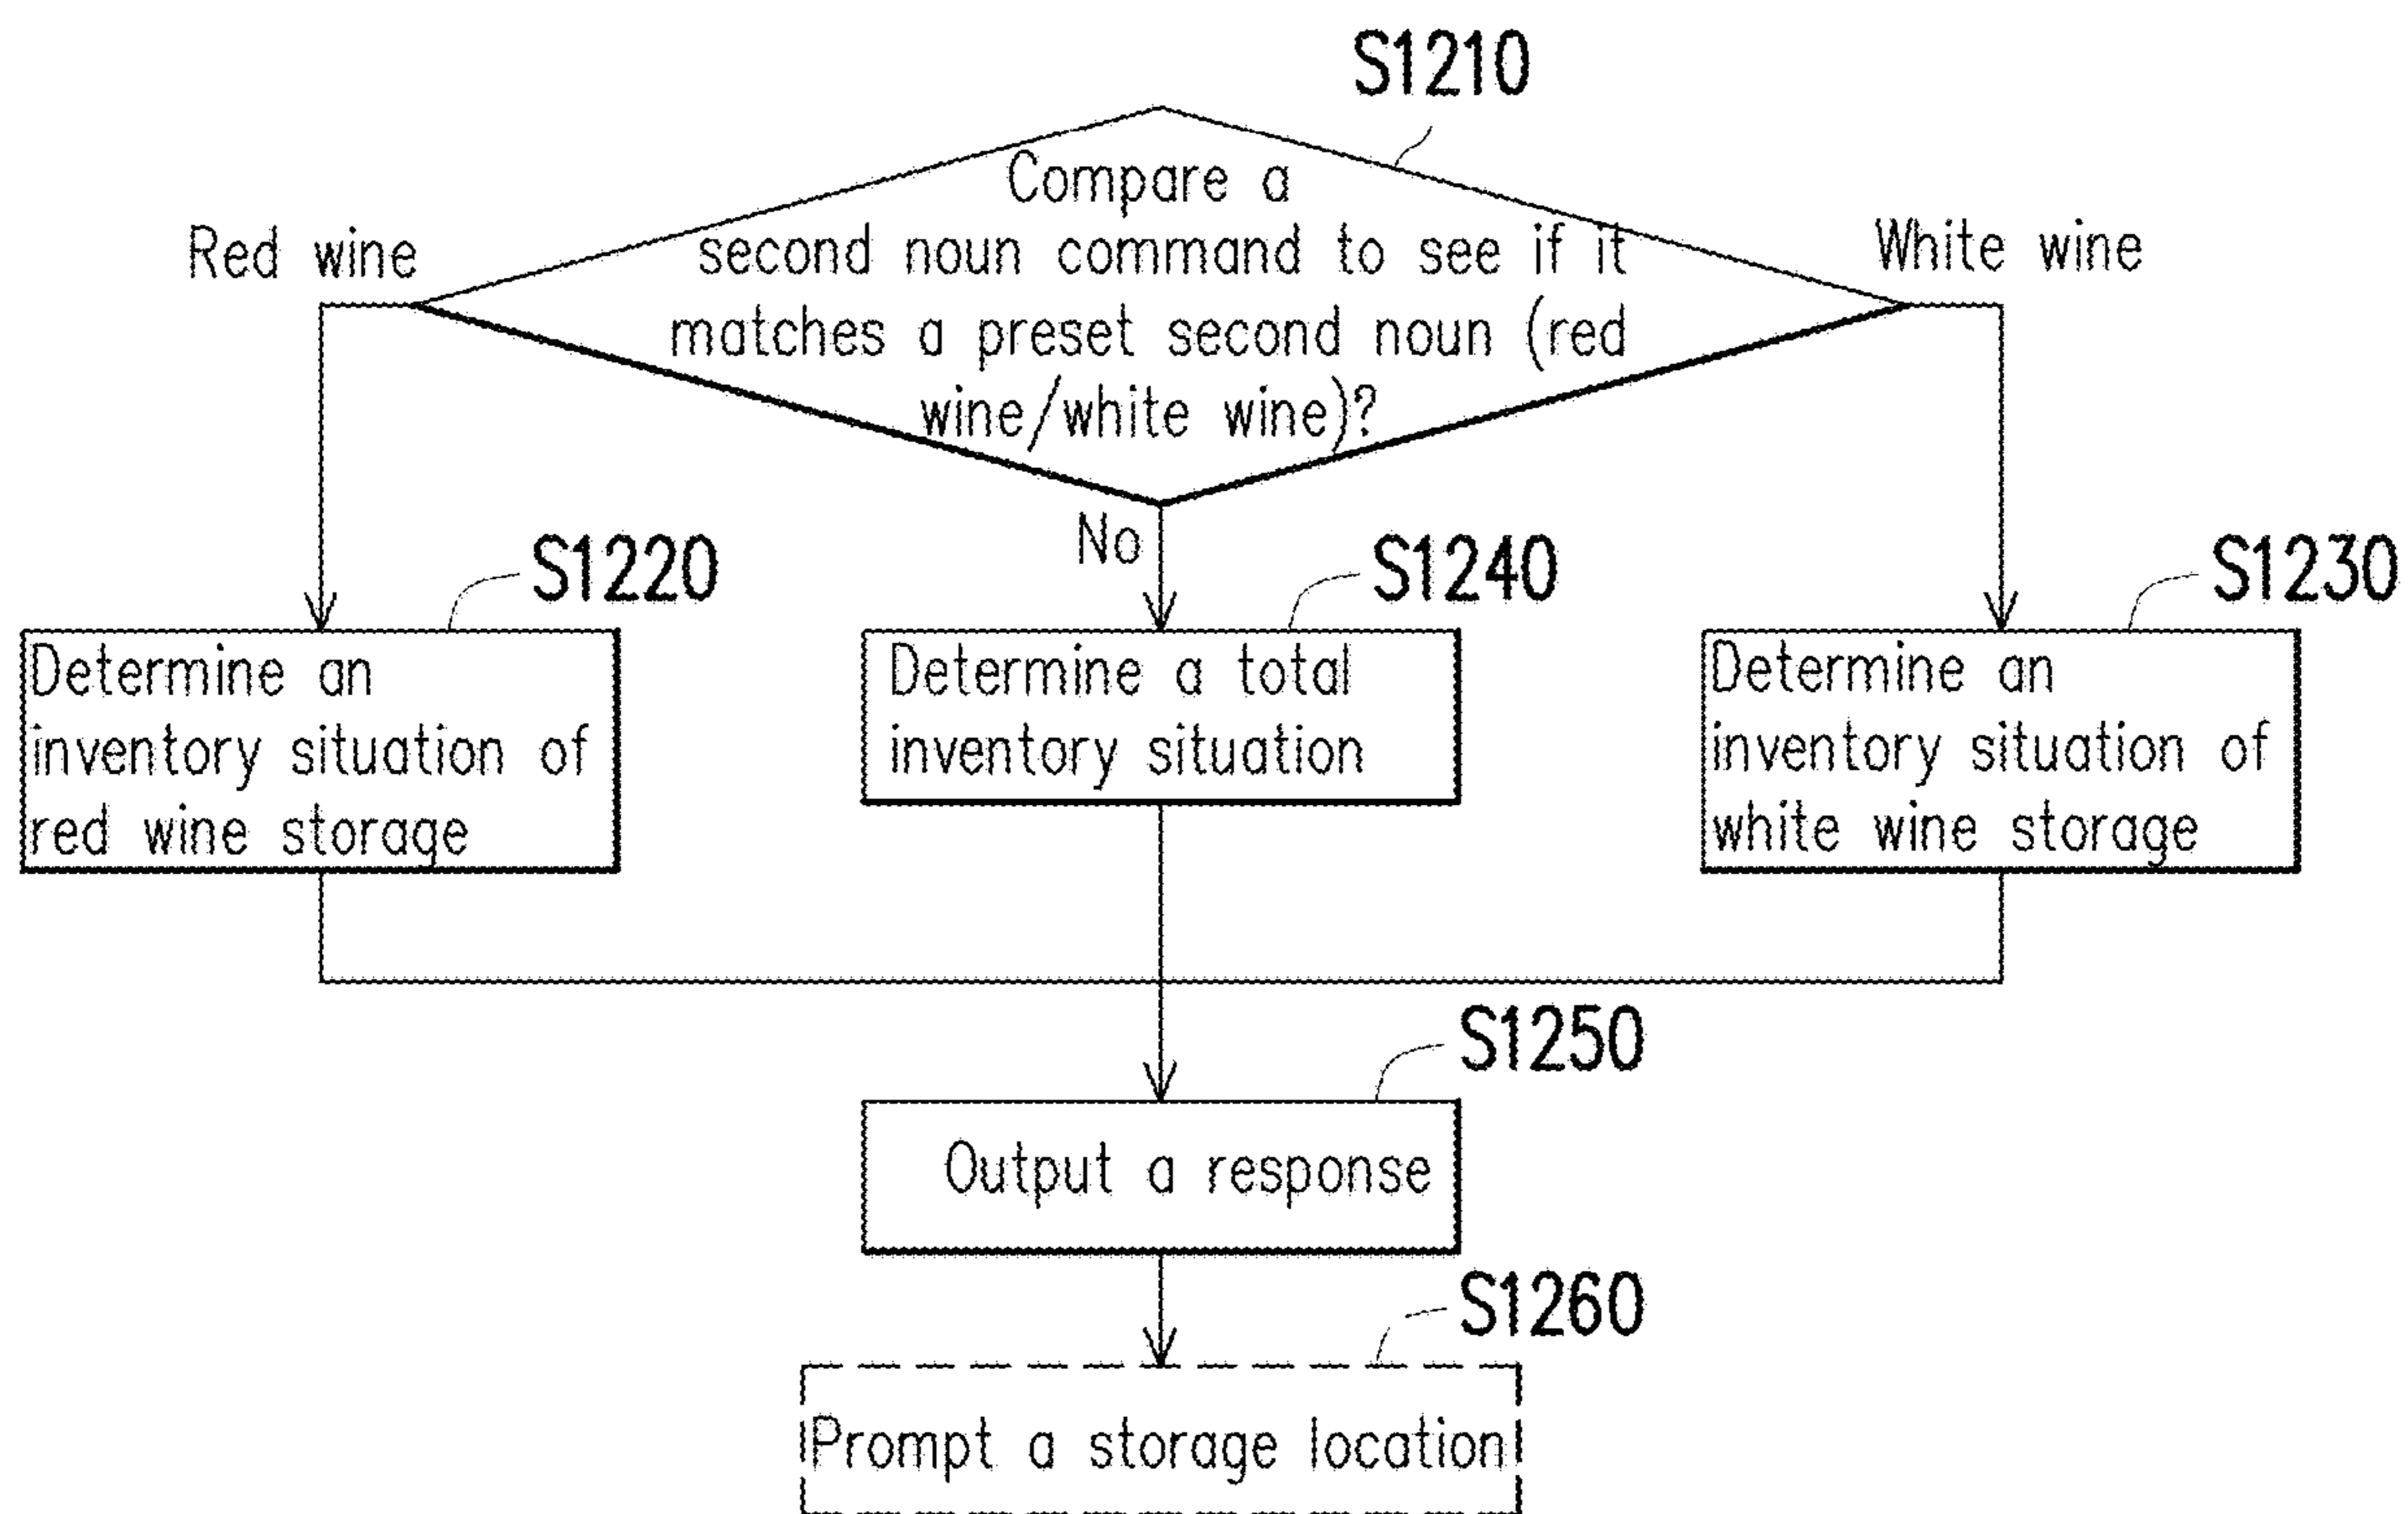 S1210
Compare a
second noun command to see if it
matches a preset second noun (red
wine/white wine)?
Red wine
White wine
No
S1220
Determine an
inventory situation of
red wine storage
S1240
Determine a total
inventory situation
S1230
Determine an
inventory situation of
white wine storage
S1250
Output a response
S1260
Prompt a storage location